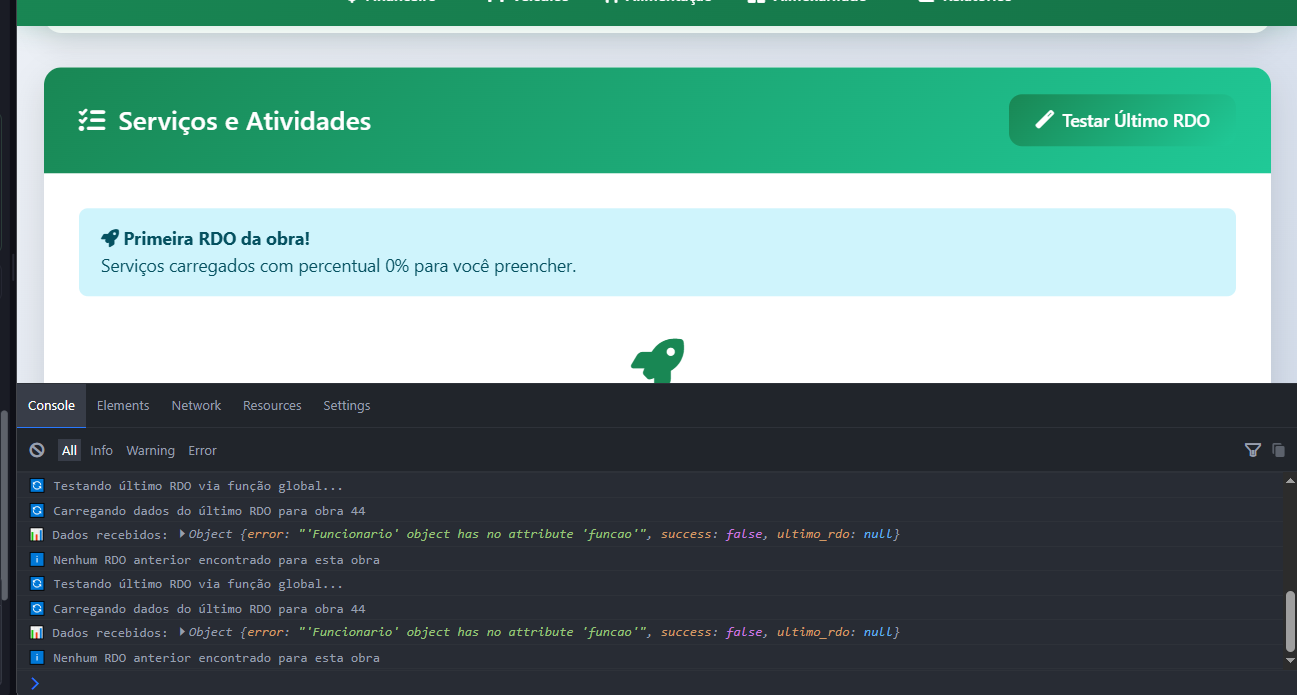 Financeiro Veículos Alimentação Almoxarifado Relatórios
Serviços e Atividades
Testar Último RDO
Primeira RDO da obra!
Serviços carregados com percentual 0% para você preencher.
Console Elements Network Resources Settings
All Info Warning Error
Testando último RDO via função global...
Carregando dados do último RDO para obra 44
Dados recebidos: Object {error: "'Funcionario' object has no attribute 'funcao'", success: false, ultimo_rdo: null}
Nenhum RDO anterior encontrado para esta obra
Testando último RDO via função global...
Carregando dados do último RDO para obra 44
Dados recebidos: Object {error: "'Funcionario' object has no attribute 'funcao'", success: false, ultimo_rdo: null}
Nenhum RDO anterior encontrado para esta obra